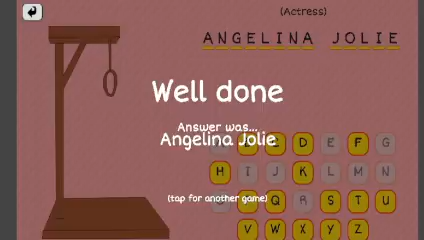 (Actress)
ANGELINA JOLIE
Well done
Answer was...
Angelina Jolie
C D E F G
H I J K L M N
Q R S T U
V W X Y Z
(tap for another game)